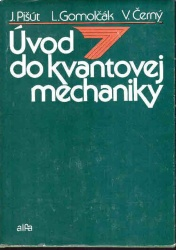 J. Pišút L. Gomolčák V. Černý
Úvod
do kvantovej
mechaniky
alfa